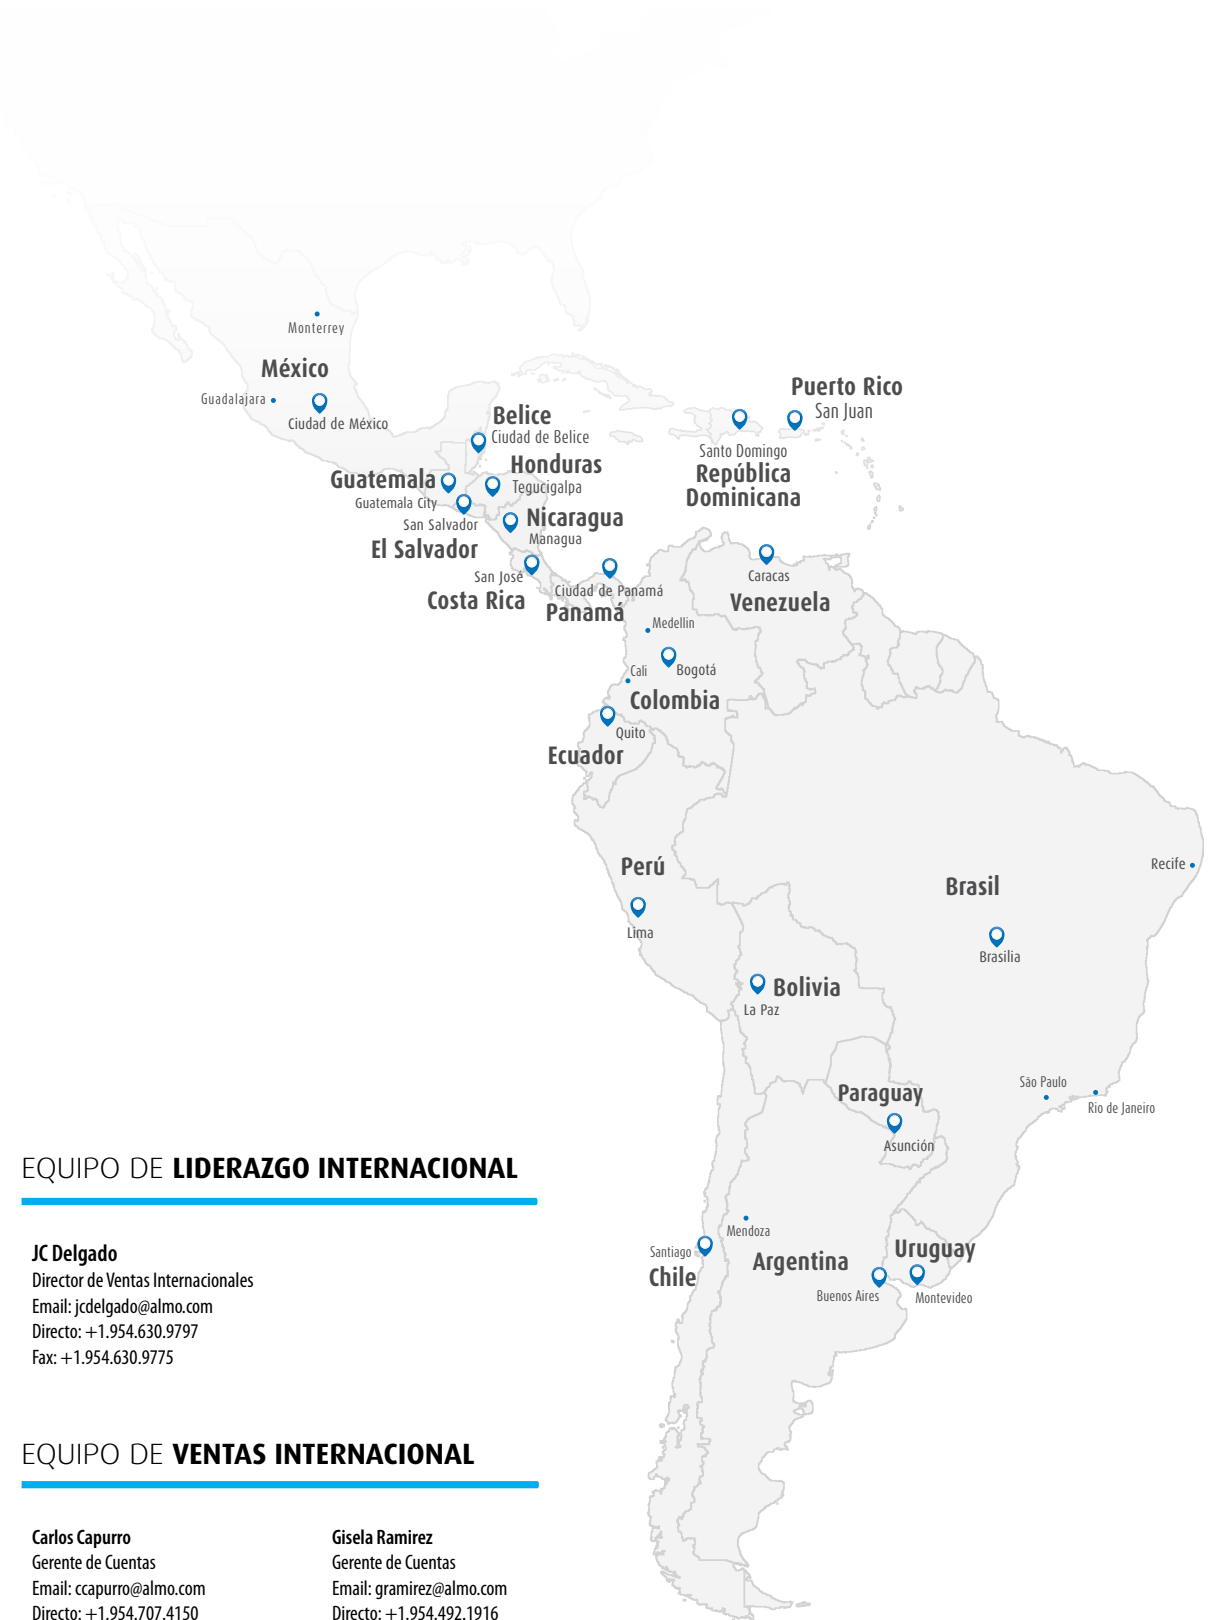 Monterrey
México
Guadalajara
Ciudad de México
Puerto Rico
San Juan
Belice
Ciudad de Belice
Santo Domingo
República
Dominicana
Honduras
Tegucigalpa
Guatemala
Guatemala City
San Salvador
El Salvador
Nicaragua
Managua
San José
Costa Rica
Ciudad de Panamá
Panamá
Caracas
Venezuela
Medellin
Bogotá
Cali
Colombia
Quito
Ecuador
Perú
Lima
Recife
Brasil
Brasilia
Bolivia
La Paz
São Paulo
Rio de Janeiro
Paraguay
Asunción
Mendoza
Santiago
Chile
Argentina
Uruguay
Buenos Aires
Montevideo
EQUIPO DE LIDERAZGO INTERNACIONAL
JC Delgado
Director de Ventas Internacionales
Email: jcdelgado@almo.com
Directo: +1.954.630.9797
Fax: +1.954.630.9775
EQUIPO DE VENTAS INTERNACIONAL
Carlos Capurro
Gerente de Cuentas
Email: ccapurro@almo.com
Directo: +1.954.707.4150
Gisela Ramirez
Gerente de Cuentas
Email: gramirez@almo.com
Directo: +1.954.492.1916